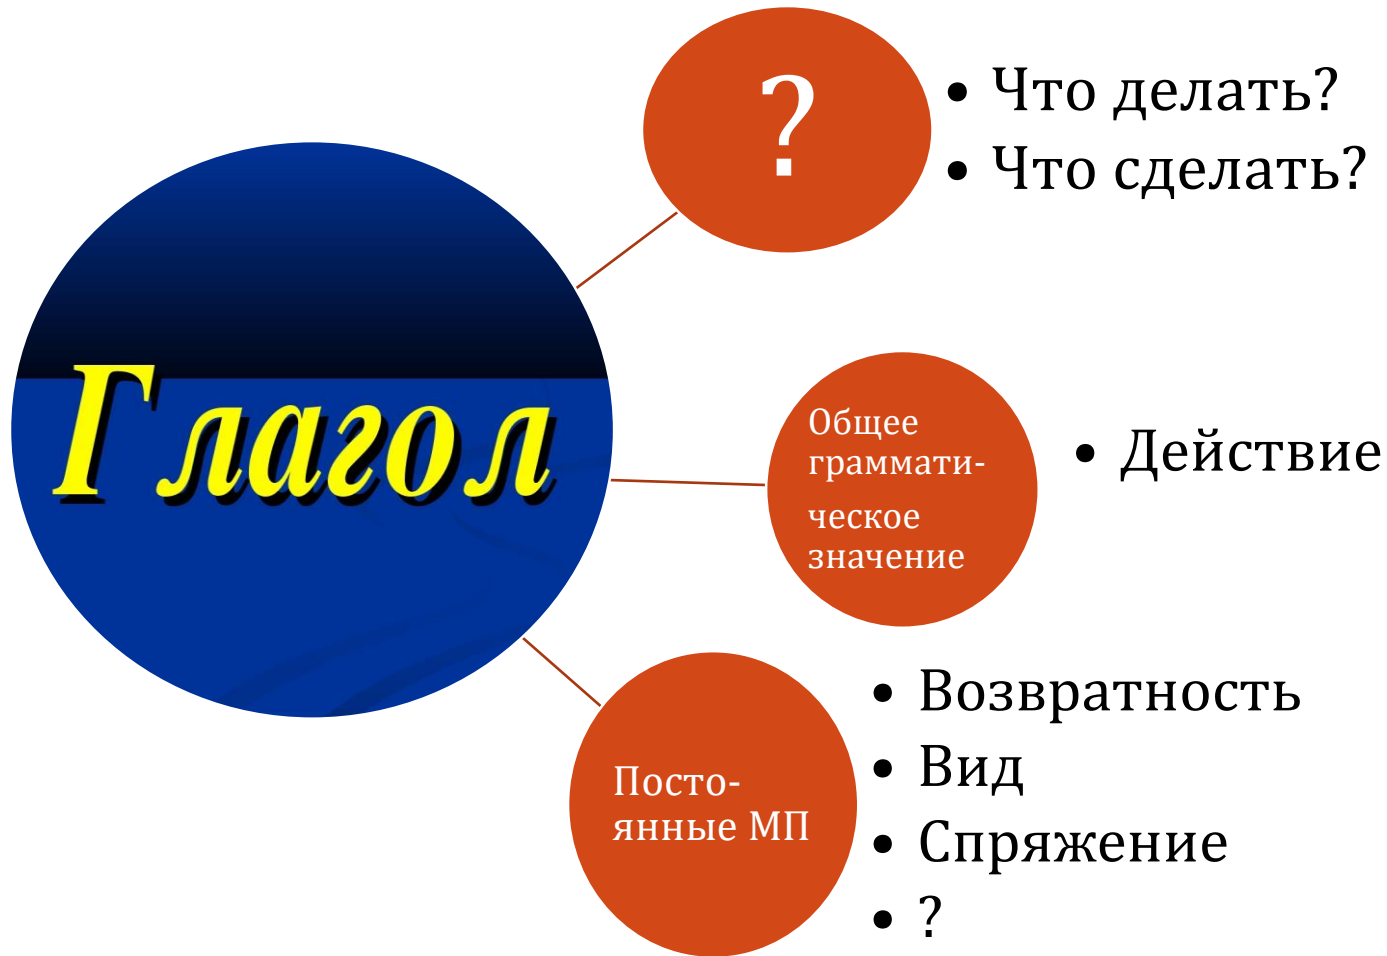 Глагол
?
• Что делать?
• Что сделать?
Общее
граммати-
ческое
значение
• Действие
Посто-
янные МП
• Возвратность
• Вид
• Спряжение
• ?